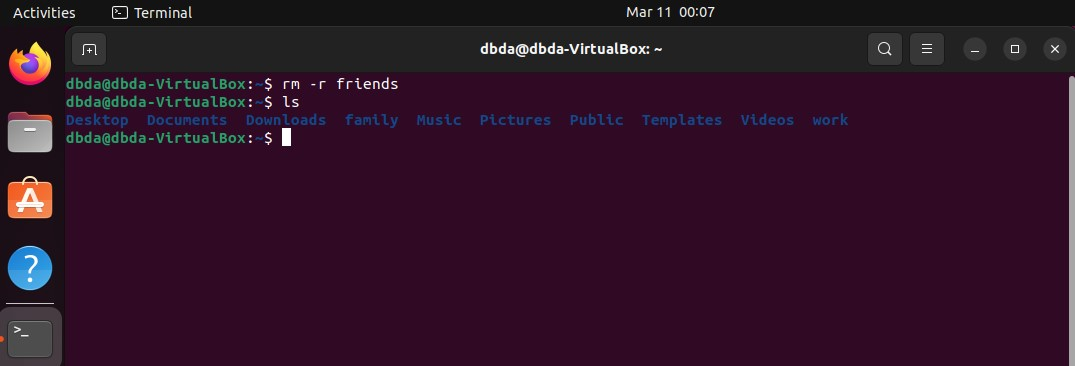 Activities Terminal Mar 11 00:07
dbda@dbda-VirtualBox: ~
dbda@dbda-VirtualBox:~$ rm -r friends
dbda@dbda-VirtualBox:~$ ls
Desktop Documents Downloads family Music Pictures Public Templates Videos work
dbda@dbda-VirtualBox:~$